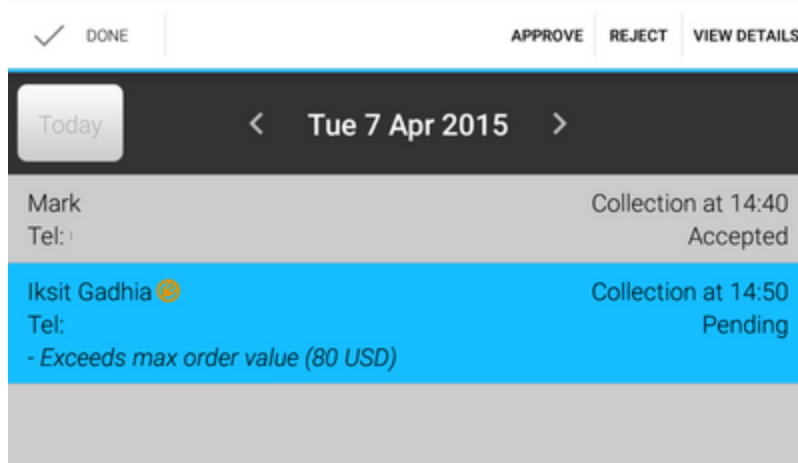 DONE APPROVE REJECT VIEW DETAILS
Today < Tue 7 Apr 2015 >
Mark Collection at 14:40
Tel: Accepted
Iksit Gadhia Collection at 14:50
Tel: Pending
- Exceeds max order value (80 USD)